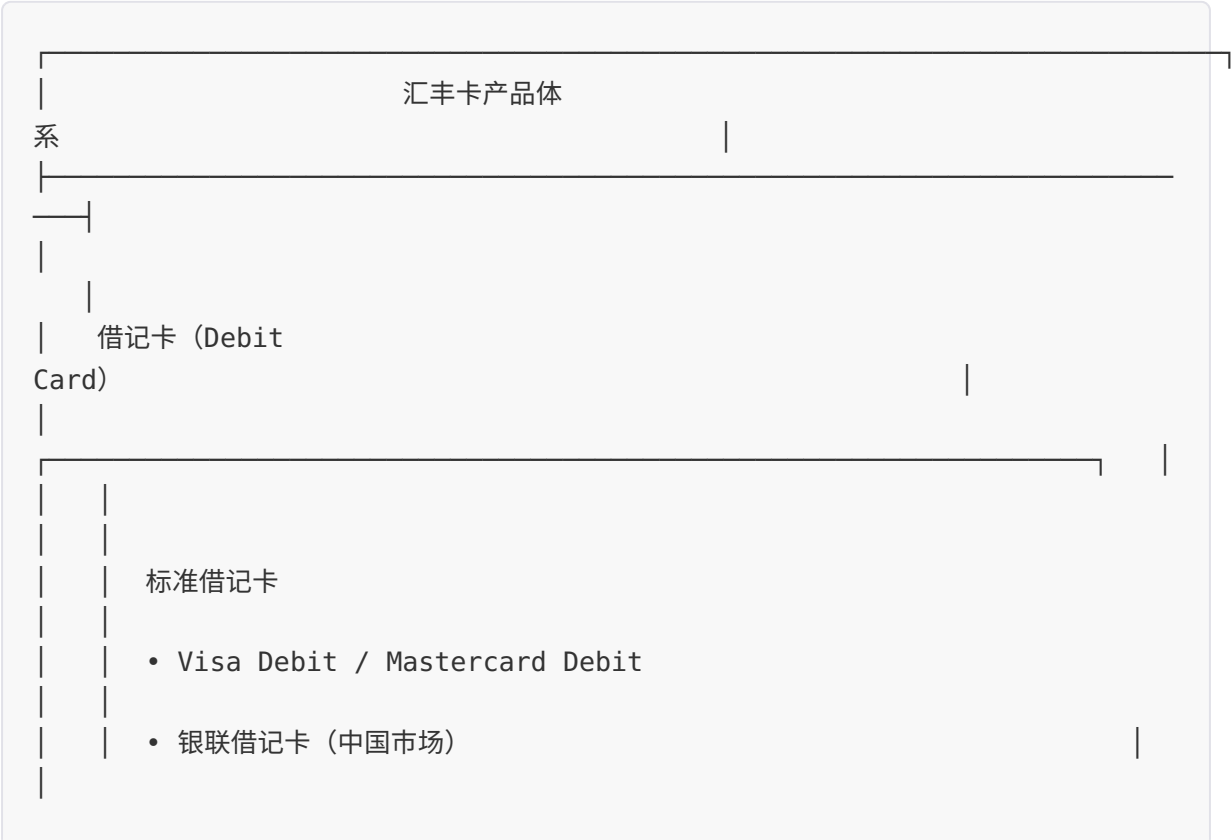 汇丰卡产品体
系
借记卡（Debit
Card）
标准借记卡
• Visa Debit / Mastercard Debit
• 银联借记卡（中国市场）